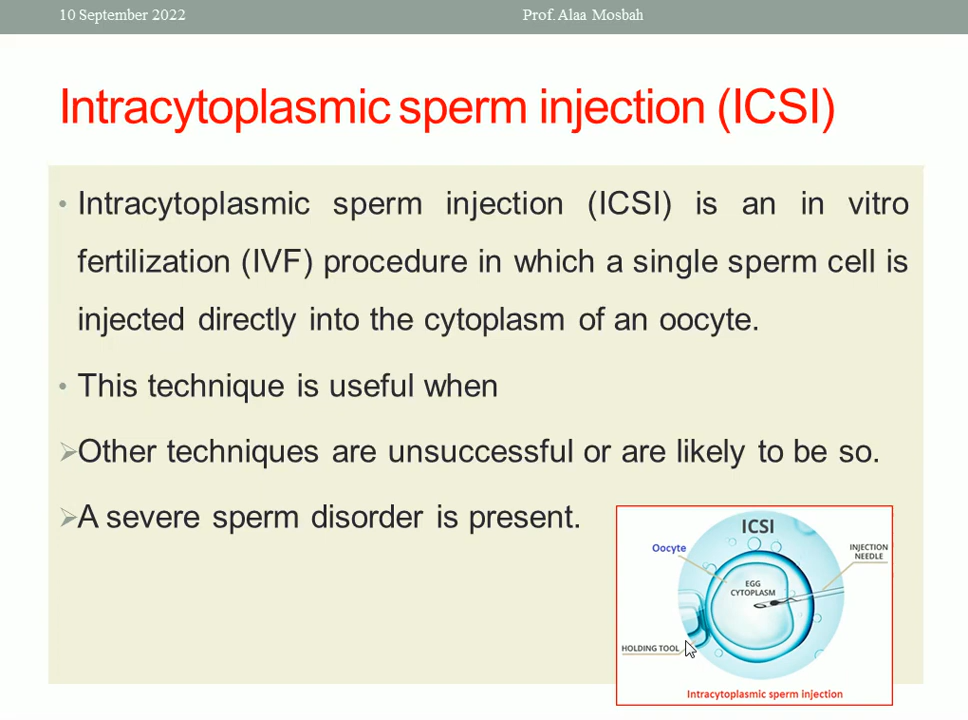 10 September 2022
Prof. Alaa Mosbah
Intracytoplasmic sperm injection (ICSI)
• Intracytoplasmic sperm injection (ICSI) is an in vitro
fertilization (IVF) procedure in which a single sperm cell is
injected directly into the cytoplasm of an oocyte.
• This technique is useful when
➢Other techniques are unsuccessful or are likely to be so.
➢A severe sperm disorder is present.
ICSI
Oocyte
INJECTION
NEEDLE
EGG
CYTOPLASM
HOLDING TOOL
Intracytoplasmic sperm injection